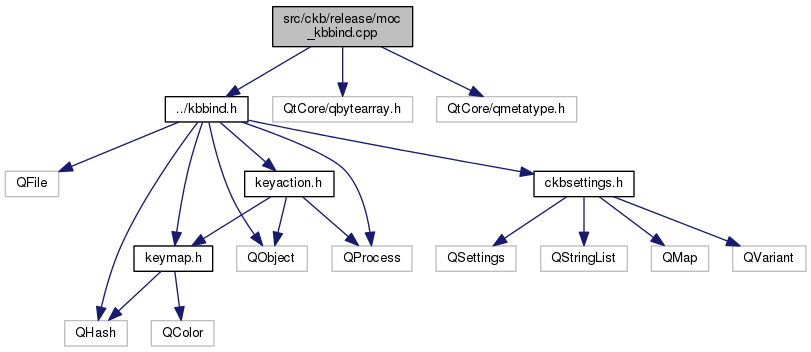 src/ckb/release/moc
_kbbind.cpp
../kbbind.h
QtCore/qbytearray.h
QtCore/qmetatype.h
QFile
keyaction.h
ckbsettings.h
keymap.h
QObject
QProcess
QSettings
QStringList
QMap
QVariant
QHash
QColor